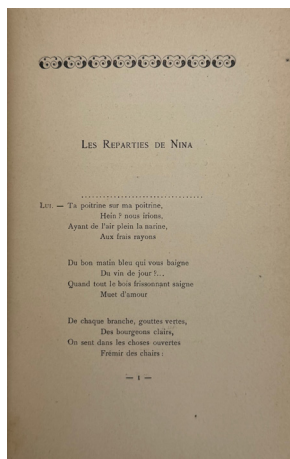 LES REPARTIES DE NINA
..............................
LUI. — Ta poitrine sur ma poitrine,
Hein ? nous irions,
Ayant de l'air plein la narine,
Aux frais rayons
Du bon matin bleu qui vous baigne
Du vin de jour ?...
Quand tout le bois frissonnant saigne
Muet d'amour
De chaque branche, gouttes vertes,
Des bourgeons clairs,
On sent dans les choses ouvertes
Frémir des chairs :
— 1 —